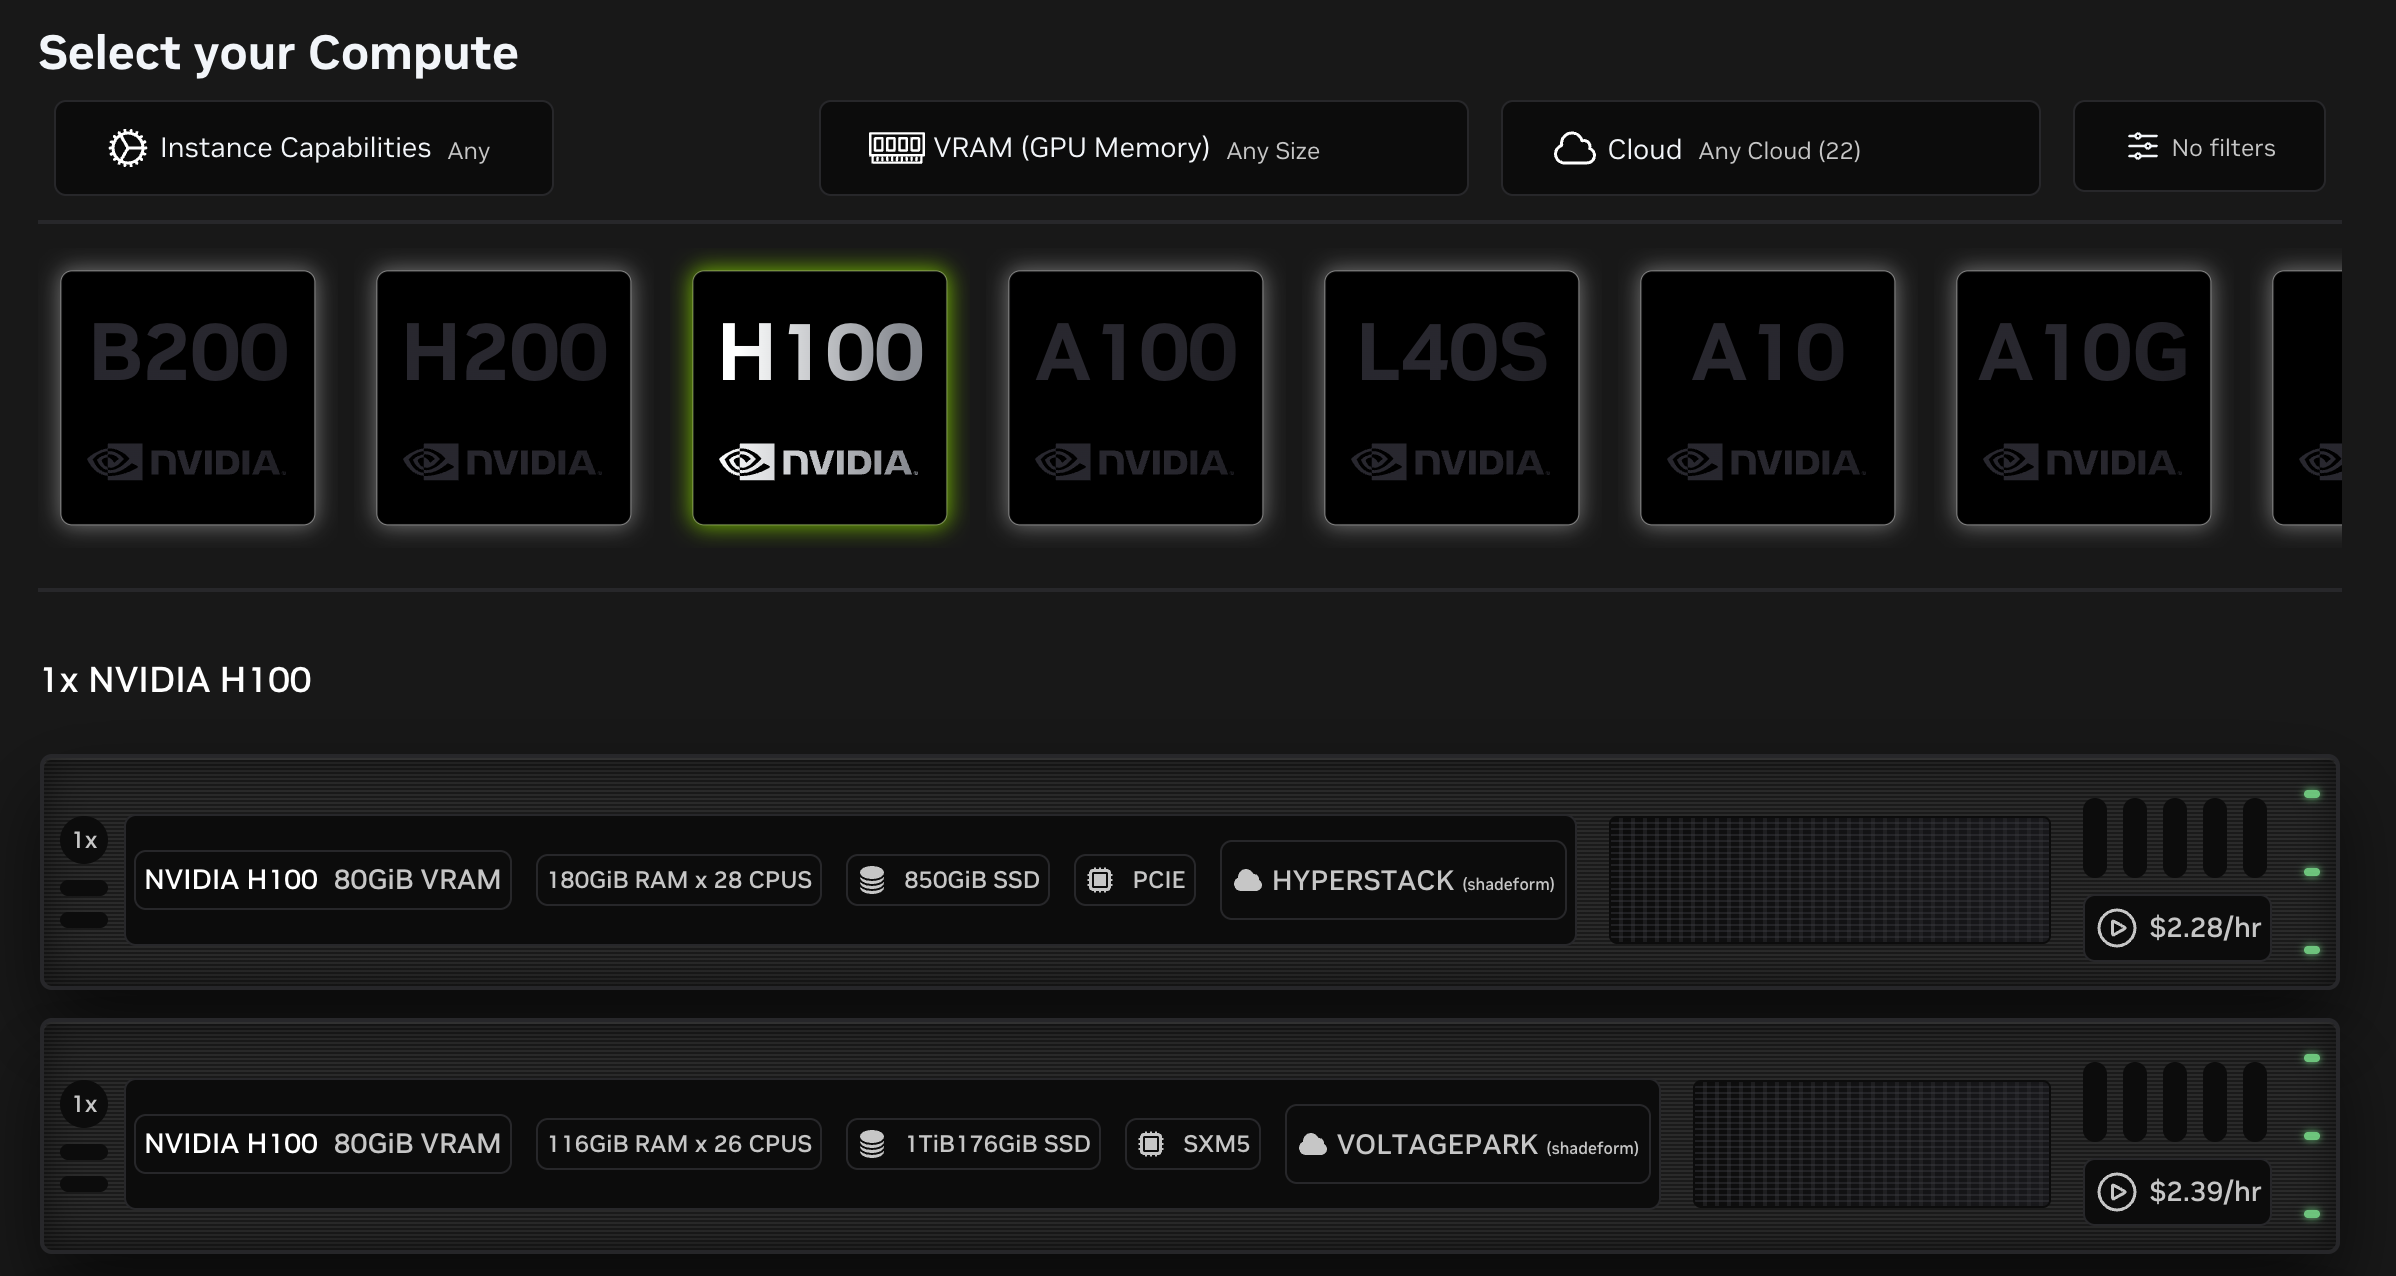 Select your Compute
Instance Capabilities Any
VRAM (GPU Memory) Any Size
Cloud Any Cloud (22)
No filters
B200
NVIDIA.
H200
NVIDIA.
H100
NVIDIA.
A100
NVIDIA.
L40S
NVIDIA.
A10
NVIDIA.
A10G
NVIDIA.
1x NVIDIA H100
1x
NVIDIA H100 80GiB VRAM
180GiB RAM x 28 CPUS
850GiB SSD
PCIE
HYPERSTACK (shadeform)
$2.28/hr
1x
NVIDIA H100 80GiB VRAM
116GiB RAM x 26 CPUS
1TiB176GiB SSD
SXM5
VOLTAGEPARK (shadeform)
$2.39/hr